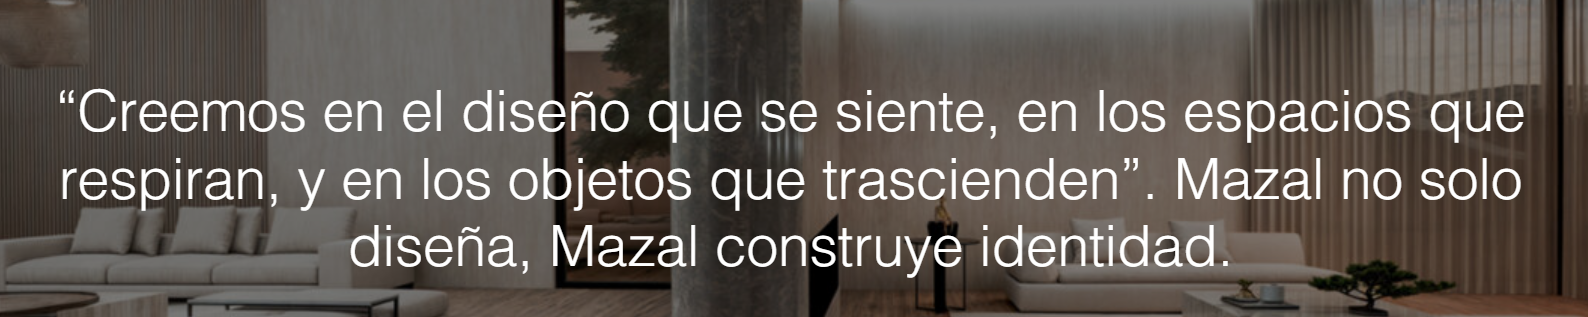 “Creemos en el diseño que se siente, en los espacios que
respiran, y en los objetos que trascienden”. Mazal no solo
diseña, Mazal construye identidad.